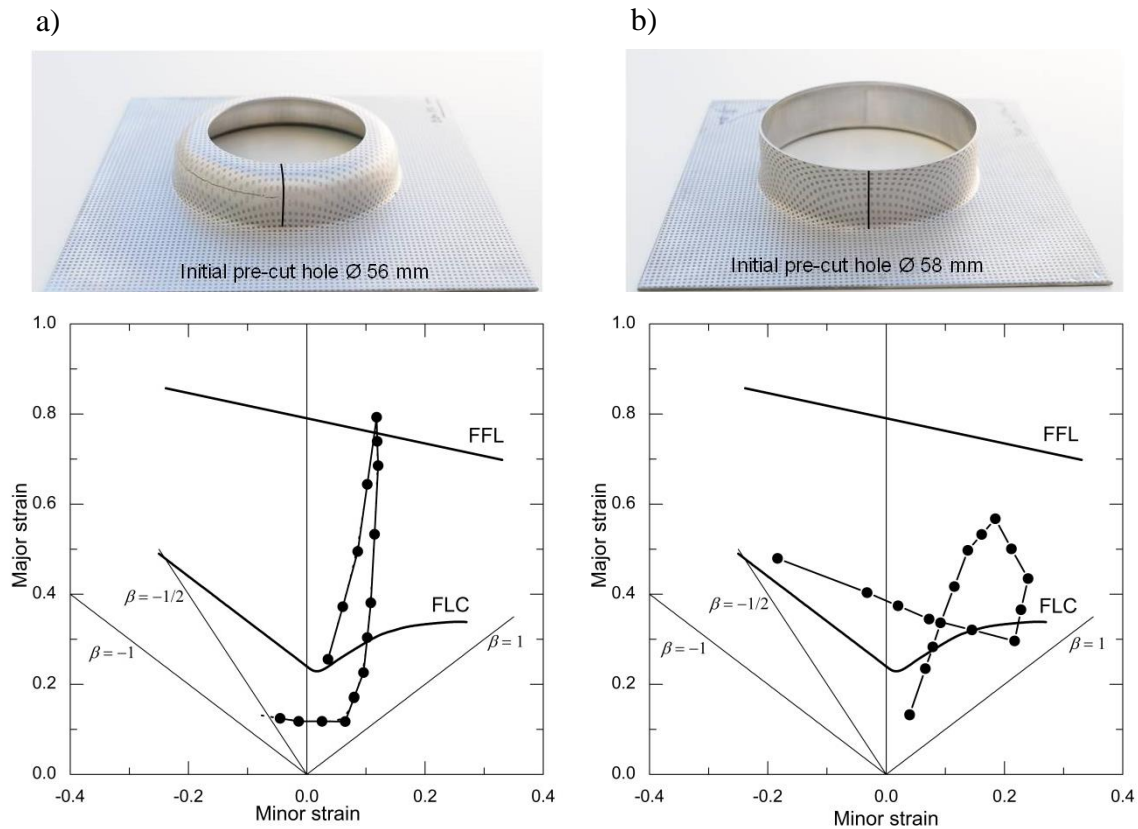 a)
b)
Initial pre-cut hole Ø 56 mm
Initial pre-cut hole Ø 58 mm
1.0
0.8
0.6
0.4
0.2
0.0
Major strain
FFL
FLC
β = −1/2
β = −1
β = 1
-0.4
-0.2
0.0
0.2
0.4
Minor strain
1.0
0.8
0.6
0.4
0.2
0.0
Major strain
FFL
FLC
β = −1/2
β = −1
β = 1
-0.4
-0.2
0.0
0.2
0.4
Minor strain